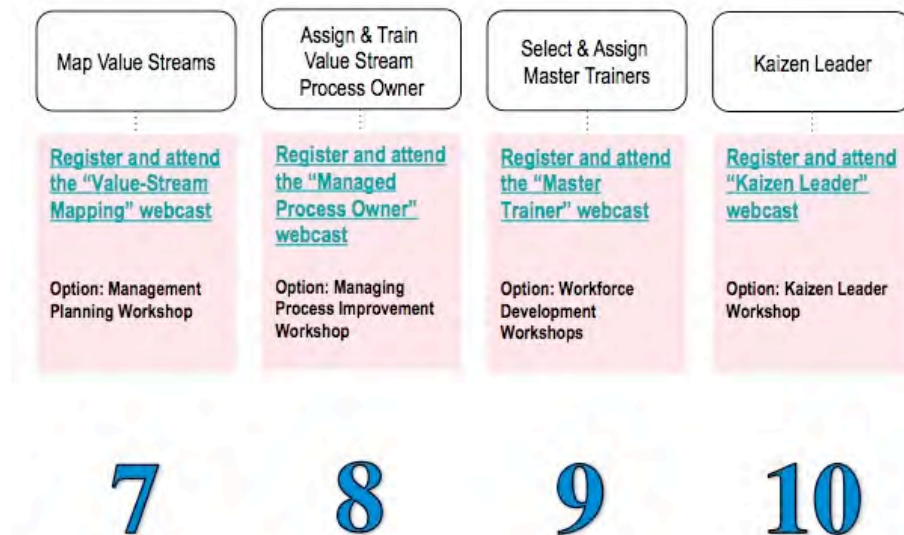 Map Value Streams
Assign & Train
Value Stream
Process Owner
Select & Assign
Master Trainers
Kaizen Leader
Register and attend
the “Value-Stream
Mapping” webcast
Option: Management
Planning Workshop
Register and attend
the “Managed
Process Owner”
webcast
Option: Managing
Process Improvement
Workshop
Register and attend
the “Master
Trainer” webcast
Option: Workforce
Development
Workshops
Register and attend
“Kaizen Leader”
webcast
Option: Kaizen Leader
Workshop
7
8
9
10